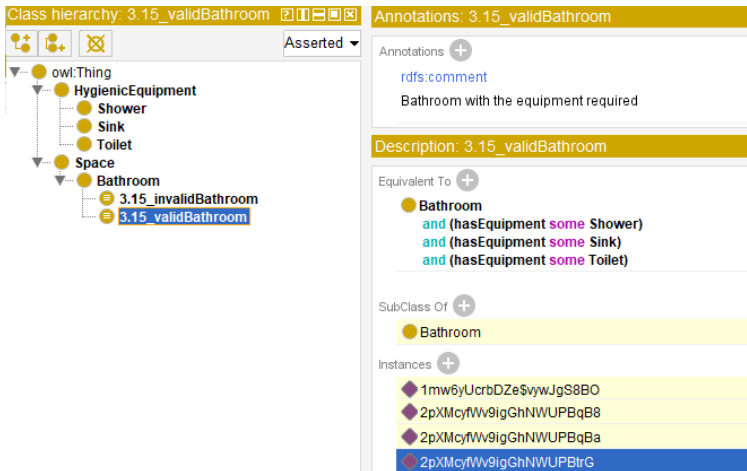 Class hierarchy: 3.15_validBathroom
Asserted
owl:Thing
HygienicEquipment
Shower
Sink
Toilet
Space
Bathroom
3.15_invalidBathroom
3.15_validBathroom
Annotations: 3.15_validBathroom
Annotations
rdfs:comment
Bathroom with the equipment required
Description: 3.15_validBathroom
Equivalent To
Bathroom
and (hasEquipment some Shower)
and (hasEquipment some Sink)
and (hasEquipment some Toilet)
SubClass Of
Bathroom
Instances
1mw6yUcrbDZe$vywJgS8BO
2pXMcyfWv9igGhNWUPBqB8
2pXMcyfWv9igGhNWUPBqBa
2pXMcyfWv9igGhNWUPBtrG